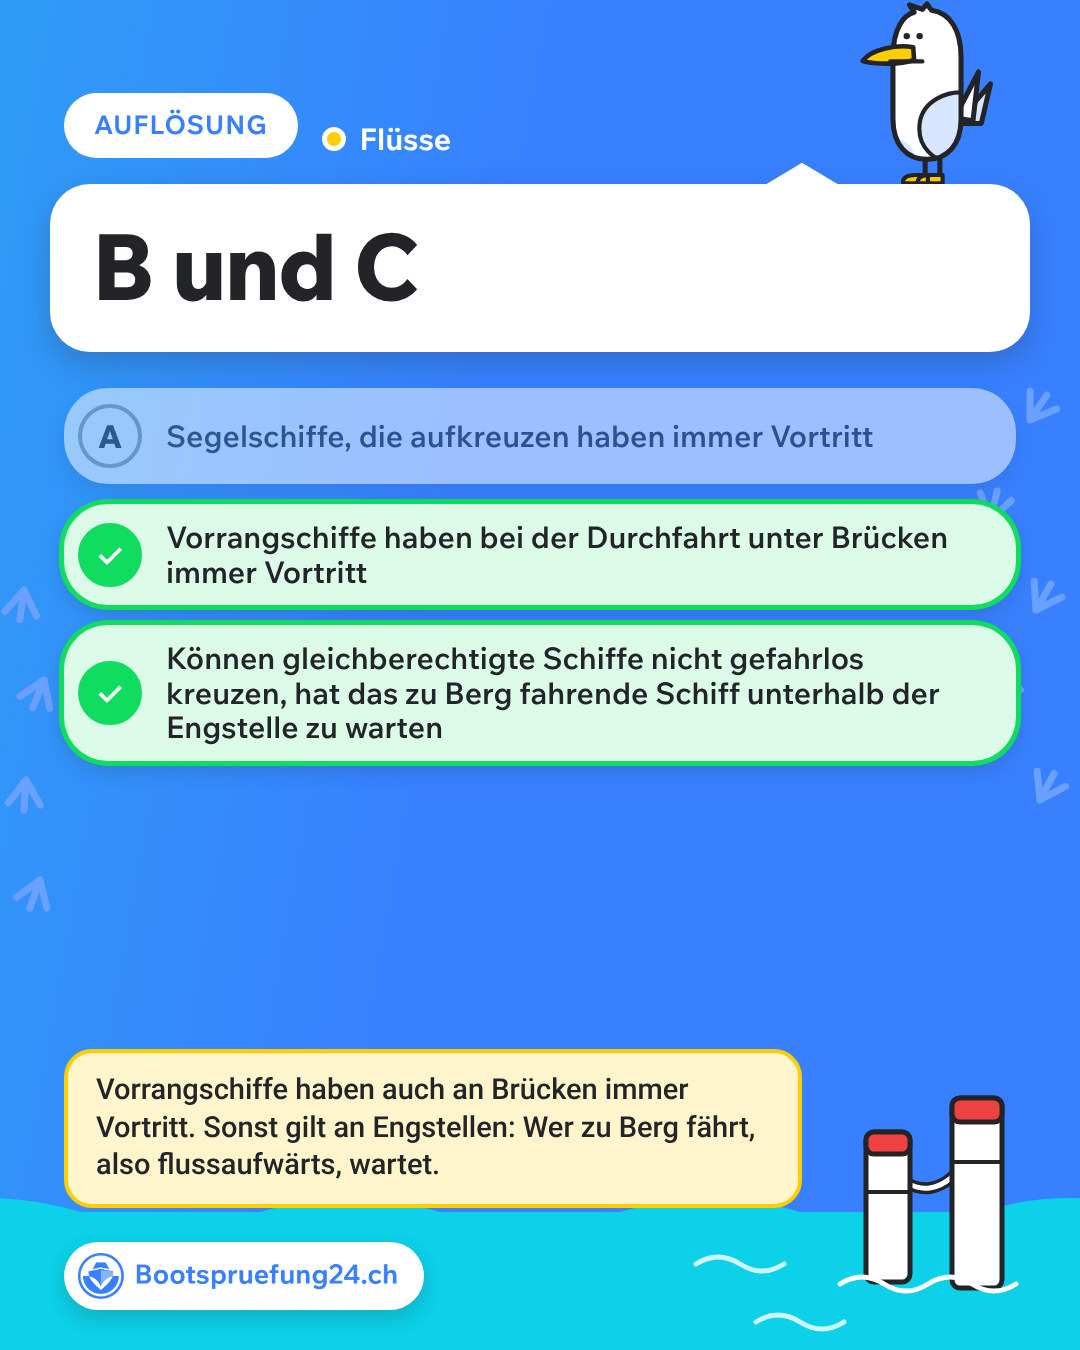 AUFLÖSUNG
Flüsse
B und C
A
Segelschiffe, die aufkreuzen haben immer Vortritt
Vorrangschiffe haben bei der Durchfahrt unter Brücken
immer Vortritt
Können gleichberechtigte Schiffe nicht gefahrlos
kreuzen, hat das zu Berg fahrende Schiff unterhalb der
Engstelle zu warten
Vorrangschiffe haben auch an Brücken immer
Vortritt. Sonst gilt an Engstellen: Wer zu Berg fährt,
also flussaufwärts, wartet.
Bootspruefung24.ch